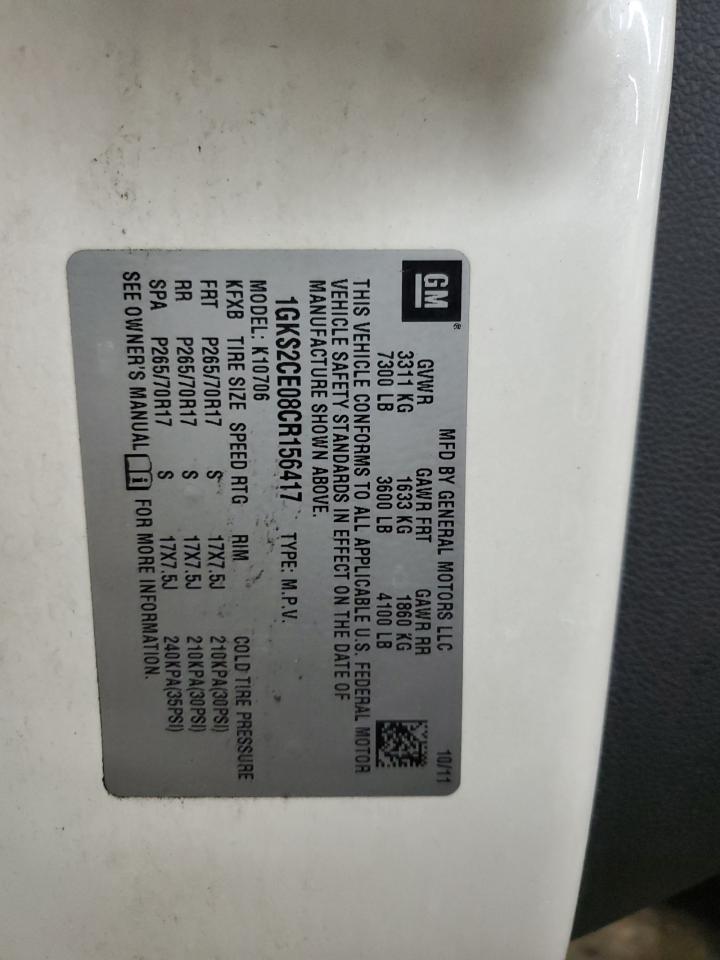 GM®
MFD BY GENERAL MOTORS LLC 10/11
GVWR GAWR FRT GAWR RR
3311 KG 1633 KG 1860 KG
7300 LB 3600 LB 4100 LB
THIS VEHICLE CONFORMS TO ALL APPLICABLE U.S. FEDERAL MOTOR
VEHICLE SAFETY STANDARDS IN EFFECT ON THE DATE OF
MANUFACTURE SHOWN ABOVE.
1GKS2CE08CR156417 TYPE: M.P.V.
MODEL: K10706
KFXB TIRE SIZE SPEED RTG RIM COLD TIRE PRESSURE
FRT P265/70R17 S 17X7.5J 210KPA(30PSI)
RR P265/70R17 S 17X7.5J 210KPA(30PSI)
SPA P265/70R17 S 17X7.5J 240KPA(35PSI)
SEE OWNER'S MANUAL i FOR MORE INFORMATION.